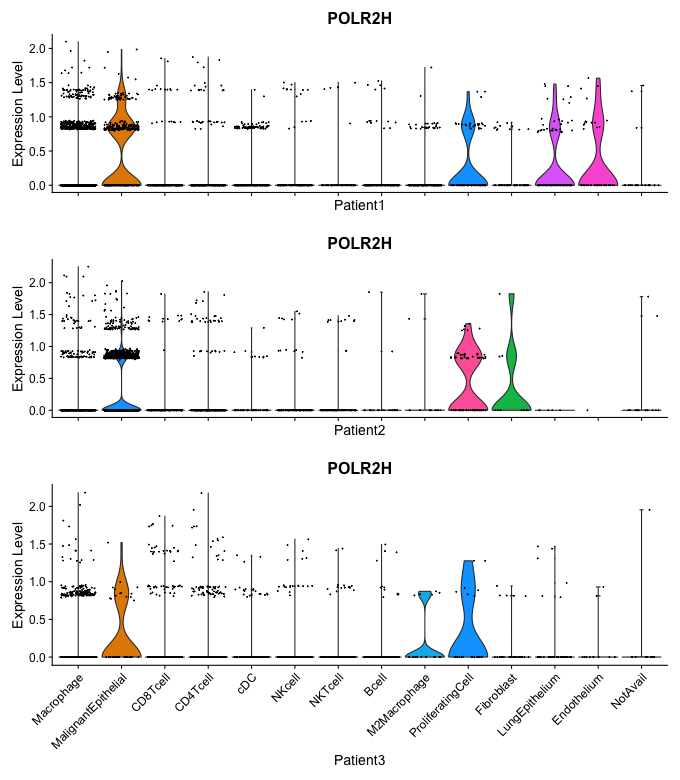 POLR2H
Expression Level
2.0
1.5
1.0
0.5
0.0
Patient1
POLR2H
Expression Level
2.0
1.5
1.0
0.5
0.0
Patient2
POLR2H
Expression Level
2.0
1.5
1.0
0.5
0.0
Macrophage
MalignantEpithelial
CD8Tcell
CD4Tcell
cDC
NKcell
NKTcell
Bcell
M2Macrophage
ProliferatingCell
Fibroblast
LungEpithelium
Endothelium
NotAvail
Patient3